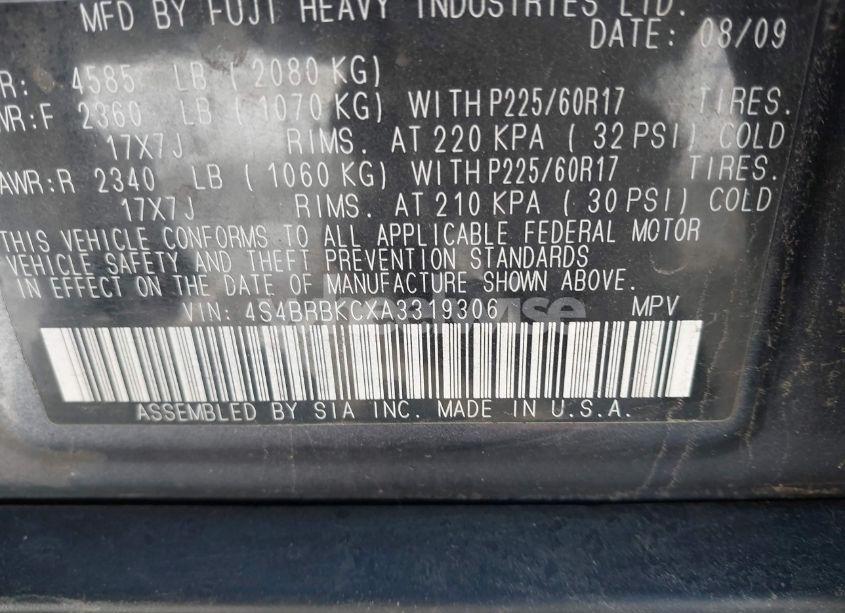 MFD BY FUJI HEAVY INDUSTRIES LTD.
DATE: 08/09
R: 4585 LB ( 2080 KG)
WR:F 2360 LB ( 1070 KG) WITH P225/60R17 TIRES.
17X7J RIMS. AT 220 KPA ( 32 PSI) COLD
AWR:R 2340 LB ( 1060 KG) WITH P225/60R17 TIRES.
17X7J RIMS. AT 210 KPA ( 30 PSI) COLD
THIS VEHICLE CONFORMS TO ALL APPLICABLE FEDERAL MOTOR
VEHICLE SAFETY AND THEFT PREVENTION STANDARDS
IN EFFECT ON THE DATE OF MANUFACTURE SHOWN ABOVE.
VIN: 4S4BRBKCXA3319306 MPV
ASSEMBLED BY SIA INC. MADE IN U.S.A.